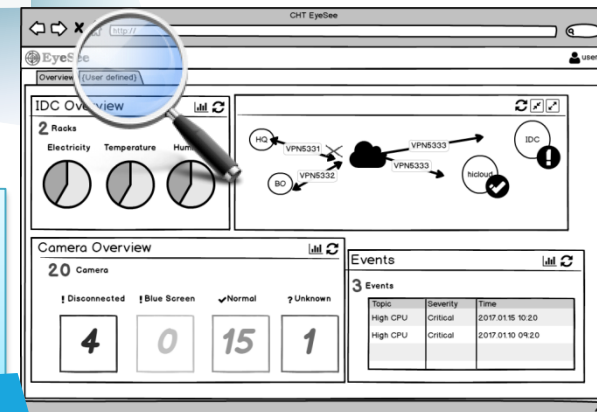 CHT EyeSee
http://
EyeSee
user
Overview
(User defined)
IDC Overview
2 Racks
Electricity Temperature Hum
HQ
VPN5331
BO
VPN5332
VPN5333
VPN5333
IDC
hicloud
Camera Overview
20 Camera
! Disconnected ! Blue Screen ✓Normal ? Unknown
4 0 15 1
Events
3 Events
Topic Severity Time
High CPU Critical 2017.01.15 10:20
High CPU Critical 2017.01.10 09:20